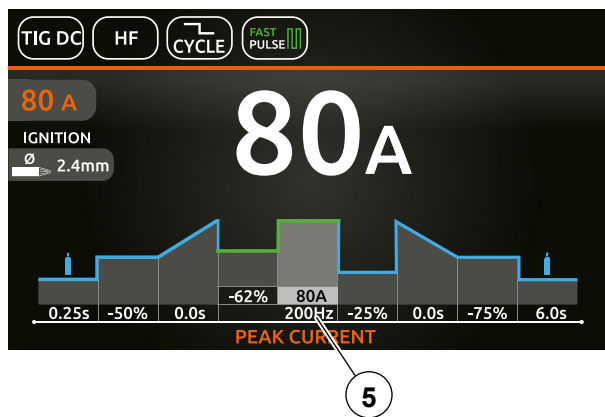 TIG DC HF CYCLE FAST PULSE
80 A
80A
IGNITION
Ø 2.4mm
-62% 80A
0.25s -50% 0.0s 200Hz -25% 0.0s -75% 6.0s
PEAK CURRENT
5